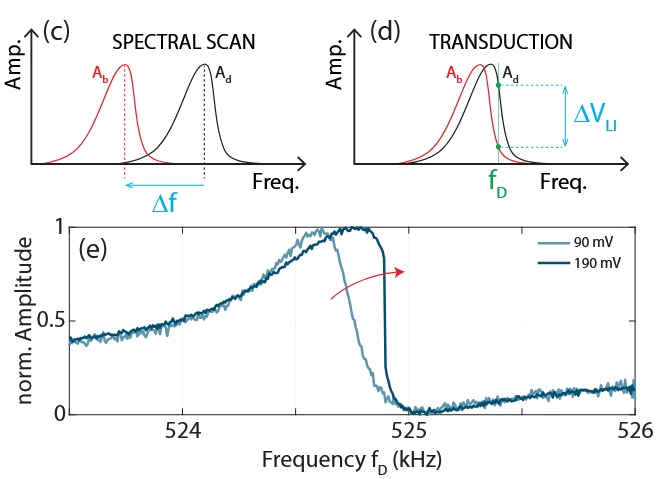 (c)
SPECTRAL SCAN
Amp.
A_b
A_d
Freq.
Δf
(d)
TRANSDUCTION
Amp.
A_b
A_d
ΔV_LI
f_D
Freq.
(e)
90 mV
190 mV
norm. Amplitude
1
0.5
0
524
525
526
Frequency f_D (kHz)